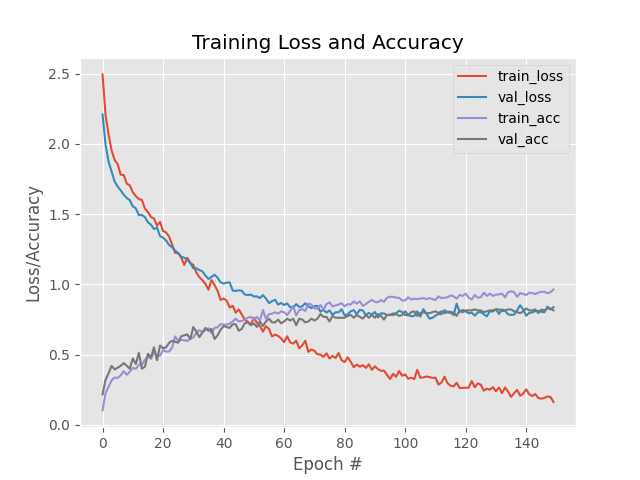 Training Loss and Accuracy
train_loss
val_loss
train_acc
val_acc
Loss/Accuracy
2.5
2.0
1.5
1.0
0.5
0.0
0 20 40 60 80 100 120 140
Epoch #